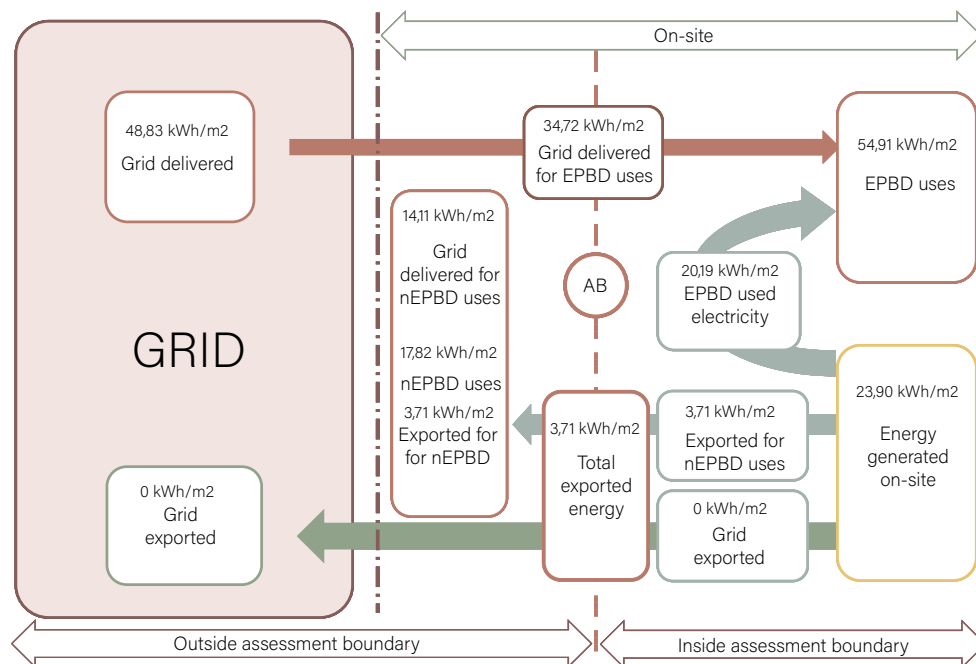 On-site
48,83 kWh/m2
Grid delivered
34,72 kWh/m2
Grid delivered
for EPBD uses
54,91 kWh/m2
EPBD uses
14,11 kWh/m2
Grid
delivered for
nEPBD uses
AB
20,19 kWh/m2
EPBD used
electricity
GRID
17,82 kWh/m2
nEPBD uses
3,71 kWh/m2
Exported for
for nEPBD
3,71 kWh/m2
Total
exported
energy
3,71 kWh/m2
Exported for
nEPBD uses
23,90 kWh/m2
Energy
generated
on-site
0 kWh/m2
Grid
exported
0 kWh/m2
Grid
exported
Outside assessment boundary
Inside assessment boundary